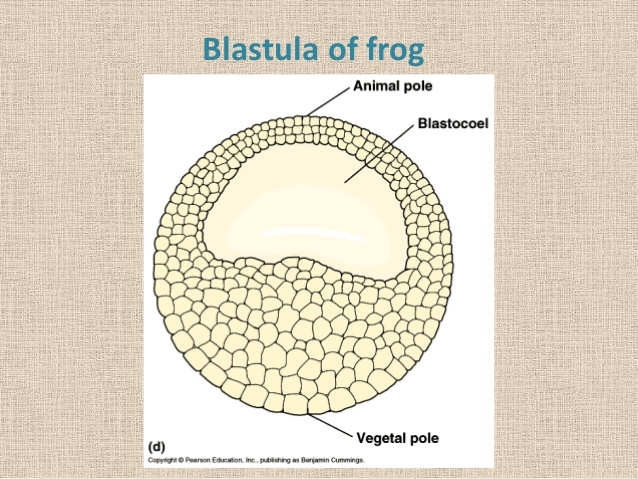 Blastula of frog
Animal pole
Blastocoel
Vegetal pole
(d)
Copyright © Pearson Education, Inc., publishing as Benjamin Cummings.